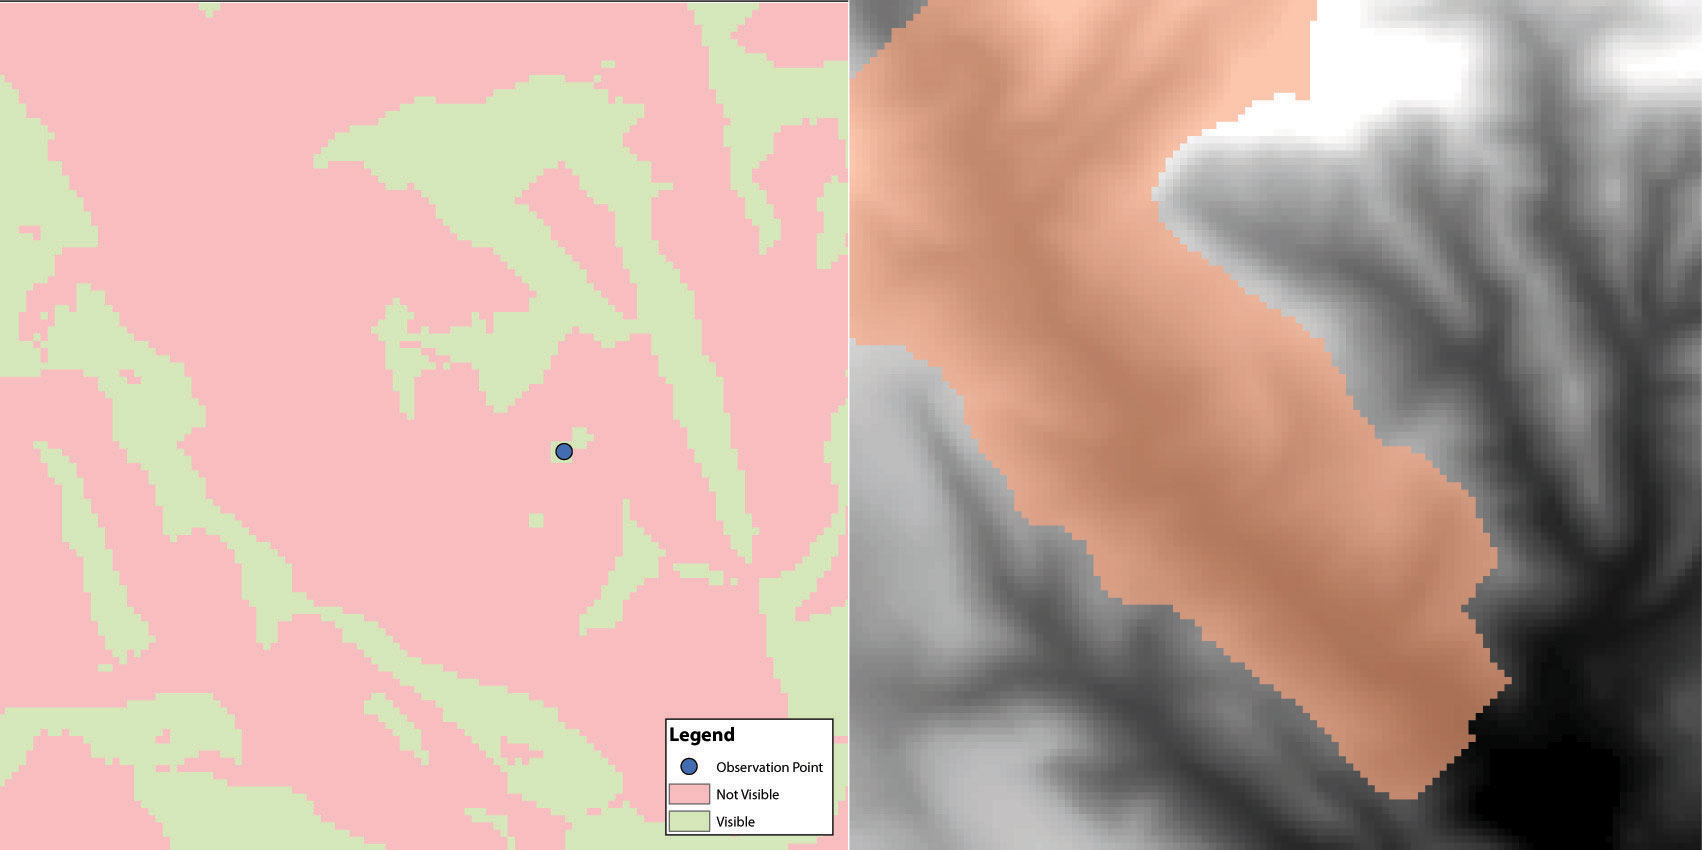 Legend
Observation Point
Not Visible
Visible